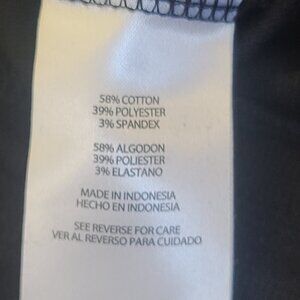 58% COTTON
39% POLYESTER
3% SPANDEX
58% ALGODON
39% POLIESTER
3% ELASTANO
MADE IN INDONESIA
HECHO EN INDONESIA
SEE REVERSE FOR CARE
VER AL REVERSO PARA CUIDADO